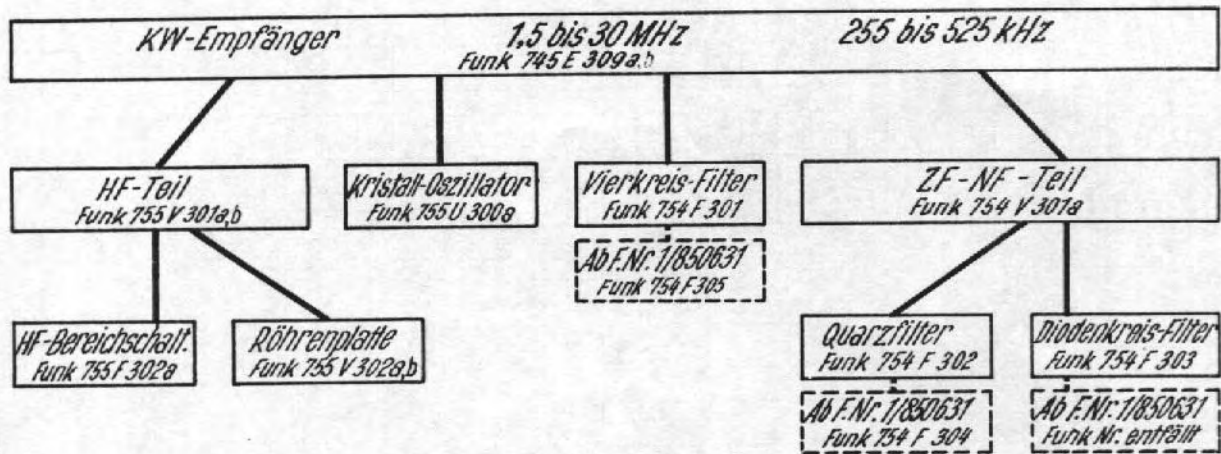 KW-Empfänger 1,5 bis 30 MHz 255 bis 525 kHz
Funk 745 E 309a,b
HF-Teil
Funk 755 V 301a,b
Kristall-Oszillator
Funk 755 U 300a
Vierkreis-Filter
Funk 754 F 301
ZF-NF-Teil
Funk 754 V 301a
Ab F.Nr. 1/850631
Funk 754 F 305
HF-Bereichschalt.
Funk 755 F 302a
Röhrenplatte
Funk 755 V 302a,b
Quarzfilter
Funk 754 F 302
Diodenkreis-Filter
Funk 754 F 303
Ab F.Nr. 1/850631
Funk 754 F 304
Ab F.Nr. 1/850631
Funk Nr. entfällt